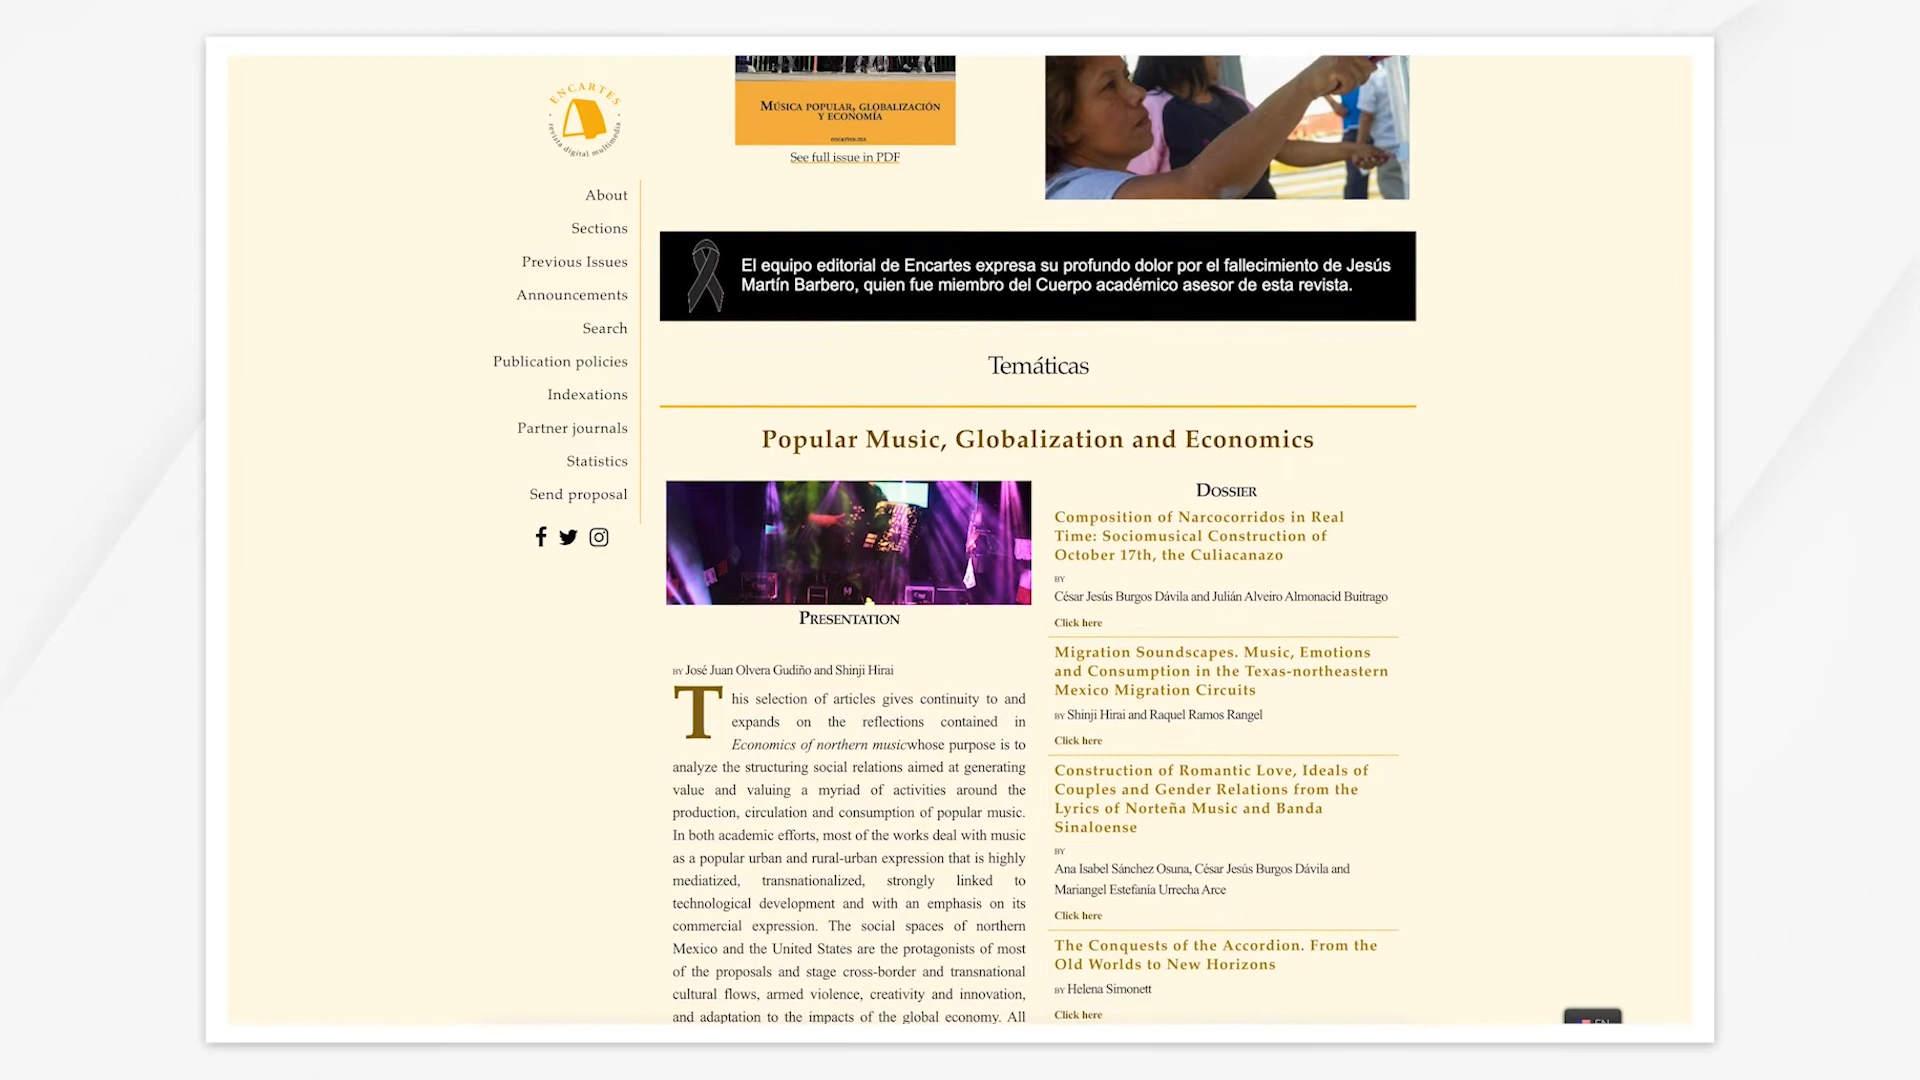 ENCARTES
revista digital multimedia
About
Sections
Previous Issues
Announcements
Search
Publication policies
Indexations
Partner journals
Statistics
Send proposal
MÚSICA POPULAR, GLOBALIZACIÓN
Y ECONOMÍA
encartes.mx
See full issue in PDF
El equipo editorial de Encartes expresa su profundo dolor por el fallecimiento de Jesús
Martín Barbero, quien fue miembro del Cuerpo académico asesor de esta revista.
Temáticas
Popular Music, Globalization and Economics
PRESENTATION
BY José Juan Olvera Gudiño and Shinji Hirai
This selection of articles gives continuity to and
expands on the reflections contained in
Economics of northern musicwhose purpose is to
analyze the structuring social relations aimed at generating
value and valuing a myriad of activities around the
production, circulation and consumption of popular music.
In both academic efforts, most of the works deal with music
as a popular urban and rural-urban expression that is highly
mediatized, transnationalized, strongly linked to
technological development and with an emphasis on its
commercial expression. The social spaces of northern
Mexico and the United States are the protagonists of most
of the proposals and stage cross-border and transnational
cultural flows, armed violence, creativity and innovation,
and adaptation to the impacts of the global economy. All
DOSSIER
Composition of Narcocorridos in Real
Time: Sociomusical Construction of
October 17th, the Culiacanazo
BY
César Jesús Burgos Dávila and Julián Alveiro Almonacid Buitrago
Click here
Migration Soundscapes. Music, Emotions
and Consumption in the Texas-northeastern
Mexico Migration Circuits
BY Shinji Hirai and Raquel Ramos Rangel
Click here
Construction of Romantic Love, Ideals of
Couples and Gender Relations from the
Lyrics of Norteña Music and Banda
Sinaloense
BY
Ana Isabel Sánchez Osuna, César Jesús Burgos Dávila and
Mariangel Estefanía Urrecha Arce
Click here
The Conquests of the Accordion. From the
Old Worlds to New Horizons
BY Helena Simonett
Click here
EN